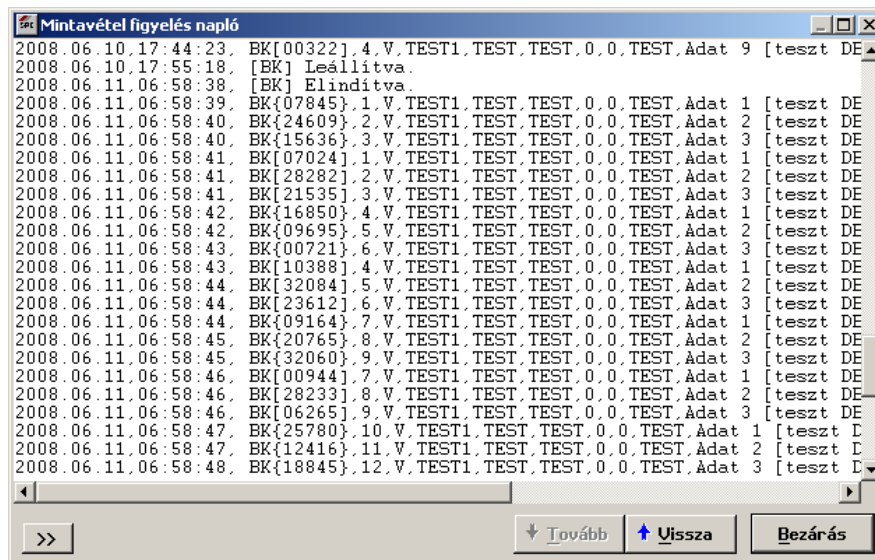 SPC Mintavétel figyelés napló
2008.06.10,17:44:23, BK[00322],4,V,TEST1,TEST,TEST,0,0,TEST,Adat 9 [teszt DE
2008.06.10,17:55:18, [BK] Leállítva.
2008.06.11,06:58:38, [BK] Elindítva.
2008.06.11,06:58:39, BK{07845},1,V,TEST1,TEST,TEST,0,0,TEST,Adat 1 [teszt DE
2008.06.11,06:58:40, BK{24609},2,V,TEST1,TEST,TEST,0,0,TEST,Adat 2 [teszt DE
2008.06.11,06:58:40, BK{15636},3,V,TEST1,TEST,TEST,0,0,TEST,Adat 3 [teszt DE
2008.06.11,06:58:41, BK[07024],1,V,TEST1,TEST,TEST,0,0,TEST,Adat 1 [teszt DE
2008.06.11,06:58:41, BK[28282],2,V,TEST1,TEST,TEST,0,0,TEST,Adat 2 [teszt DE
2008.06.11,06:58:41, BK[21535],3,V,TEST1,TEST,TEST,0,0,TEST,Adat 3 [teszt DE
2008.06.11,06:58:42, BK{16850},4,V,TEST1,TEST,TEST,0,0,TEST,Adat 1 [teszt DE
2008.06.11,06:58:42, BK{09695},5,V,TEST1,TEST,TEST,0,0,TEST,Adat 2 [teszt DE
2008.06.11,06:58:43, BK{00721},6,V,TEST1,TEST,TEST,0,0,TEST,Adat 3 [teszt DE
2008.06.11,06:58:43, BK[10388],4,V,TEST1,TEST,TEST,0,0,TEST,Adat 1 [teszt DE
2008.06.11,06:58:44, BK[32084],5,V,TEST1,TEST,TEST,0,0,TEST,Adat 2 [teszt DE
2008.06.11,06:58:44, BK[23612],6,V,TEST1,TEST,TEST,0,0,TEST,Adat 3 [teszt DE
2008.06.11,06:58:44, BK{09164},7,V,TEST1,TEST,TEST,0,0,TEST,Adat 1 [teszt DE
2008.06.11,06:58:45, BK{20765},8,V,TEST1,TEST,TEST,0,0,TEST,Adat 2 [teszt DE
2008.06.11,06:58:45, BK{32060},9,V,TEST1,TEST,TEST,0,0,TEST,Adat 3 [teszt DE
2008.06.11,06:58:46, BK[00944],7,V,TEST1,TEST,TEST,0,0,TEST,Adat 1 [teszt DE
2008.06.11,06:58:46, BK[28233],8,V,TEST1,TEST,TEST,0,0,TEST,Adat 2 [teszt DE
2008.06.11,06:58:46, BK[06265],9,V,TEST1,TEST,TEST,0,0,TEST,Adat 3 [teszt DE
2008.06.11,06:58:47, BK{25780},10,V,TEST1,TEST,TEST,0,0,TEST,Adat 1 [teszt D
2008.06.11,06:58:47, BK{12416},11,V,TEST1,TEST,TEST,0,0,TEST,Adat 2 [teszt D
2008.06.11,06:58:48, BK{18845},12,V,TEST1,TEST,TEST,0,0,TEST,Adat 3 [teszt D
>> Tovább Vissza Bezárás